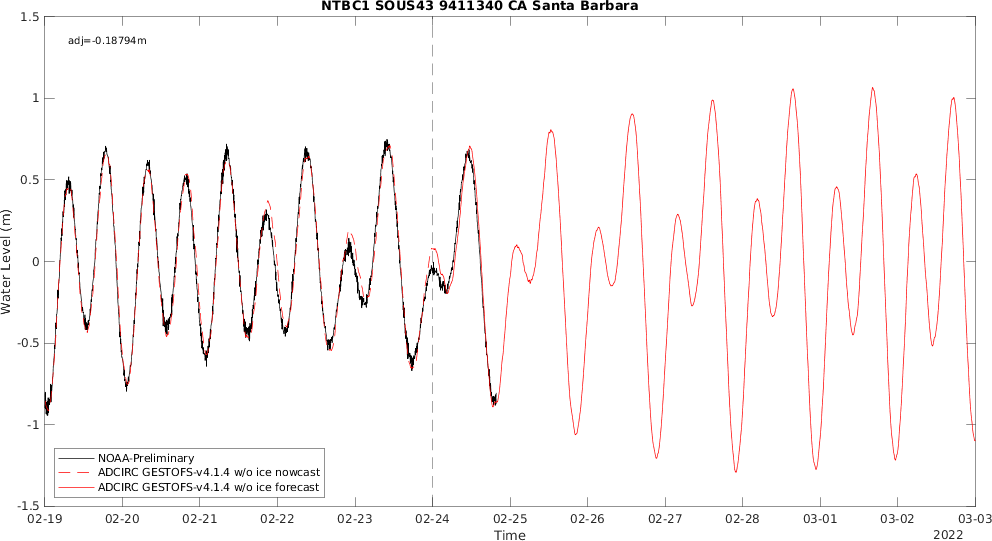 NTBC1 SOUS43 9411340 CA Santa Barbara
adj=-0.18794m
1.5
1
0.5
0
-0.5
-1
-1.5
Water Level (m)
NOAA-Preliminary
ADCIRC GESTOFS-v4.1.4 w/o ice nowcast
ADCIRC GESTOFS-v4.1.4 w/o ice forecast
02-19 02-20 02-21 02-22 02-23 02-24 02-25 02-26 02-27 02-28 03-01 03-02 03-03
Time
2022